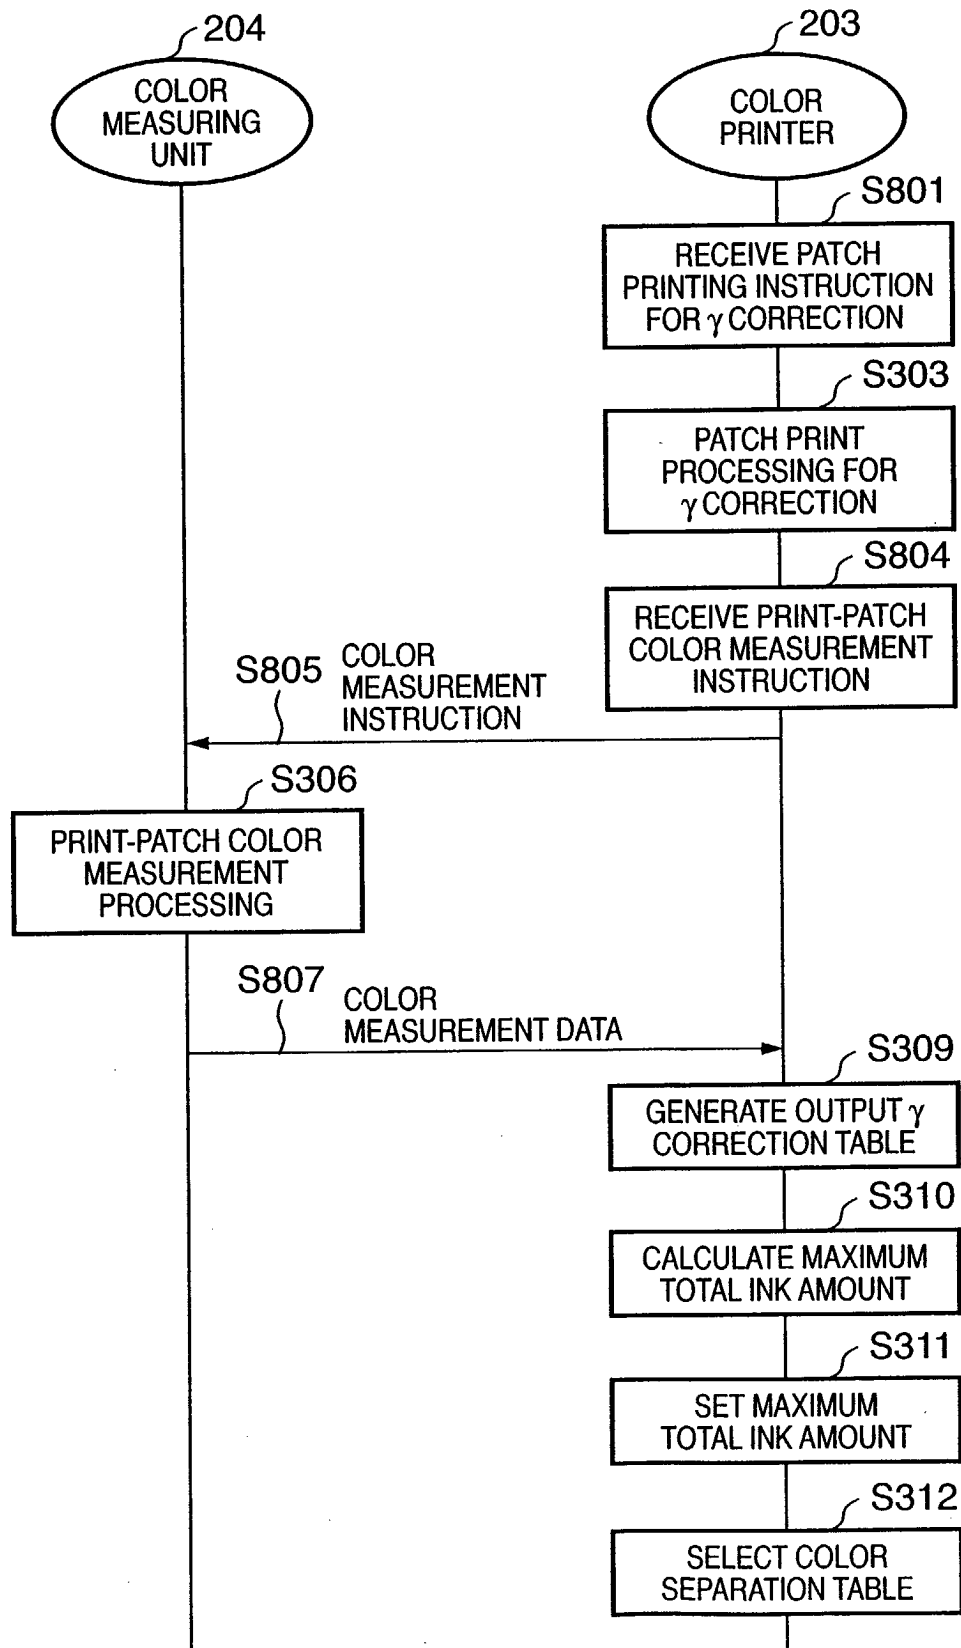 204
203
COLOR
MEASURING
UNIT
COLOR
PRINTER
S801
RECEIVE PATCH
PRINTING INSTRUCTION
FOR γ CORRECTION
S303
PATCH PRINT
PROCESSING FOR
γ CORRECTION
S804
RECEIVE PRINT-PATCH
COLOR MEASUREMENT
INSTRUCTION
S805
COLOR
MEASUREMENT
INSTRUCTION
S306
PRINT-PATCH COLOR
MEASUREMENT
PROCESSING
S807
COLOR
MEASUREMENT DATA
S309
GENERATE OUTPUT γ
CORRECTION TABLE
S310
CALCULATE MAXIMUM
TOTAL INK AMOUNT
S311
SET MAXIMUM
TOTAL INK AMOUNT
S312
SELECT COLOR
SEPARATION TABLE